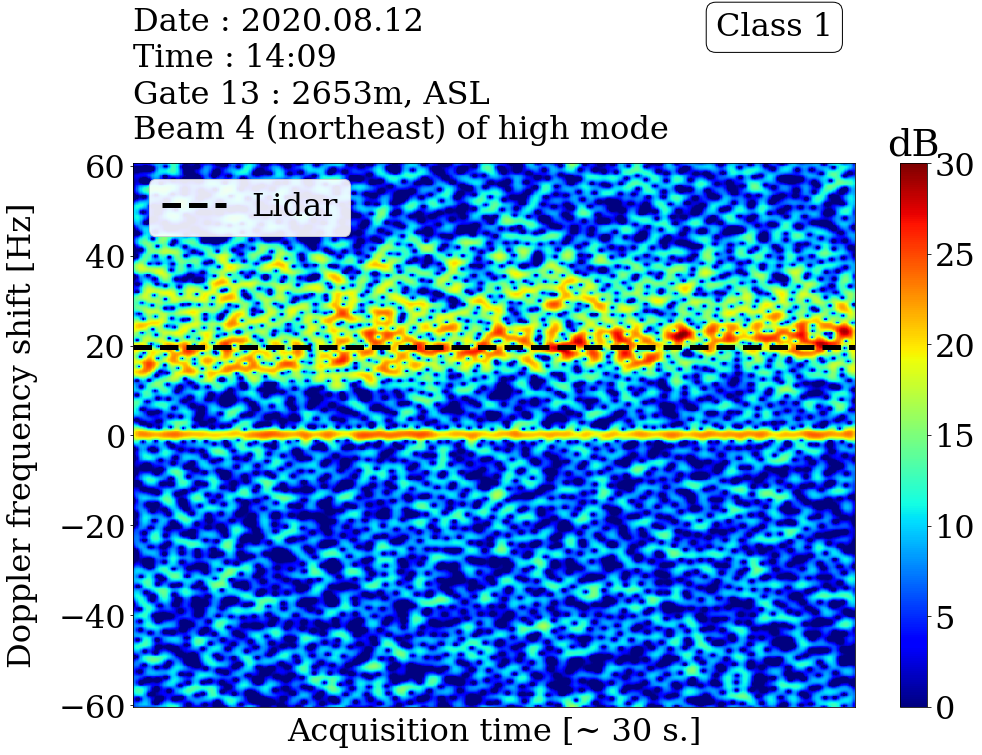 Date : 2020.08.12
Time : 14:09
Gate 13 : 2653m, ASL
Beam 4 (northeast) of high mode
Class 1
dB
Lidar
Doppler frequency shift [Hz]
60
40
20
0
−20
−40
−60
30
25
20
15
10
5
0
Acquisition time [~ 30 s.]